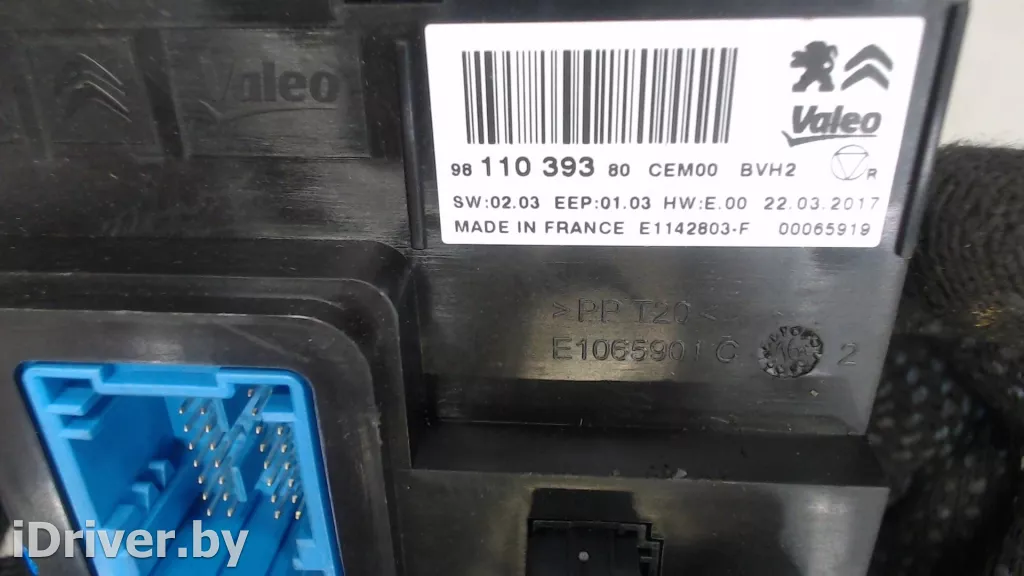 Valeo
Valeo
98 110 393 80 CEM00 BVH2
R
SW:02.03 EEP:01.03 HW:E.00 22.03.2017
MADE IN FRANCE E1142803-F 00065919
>PP T20<
E1065901 C 2
iDriver.by